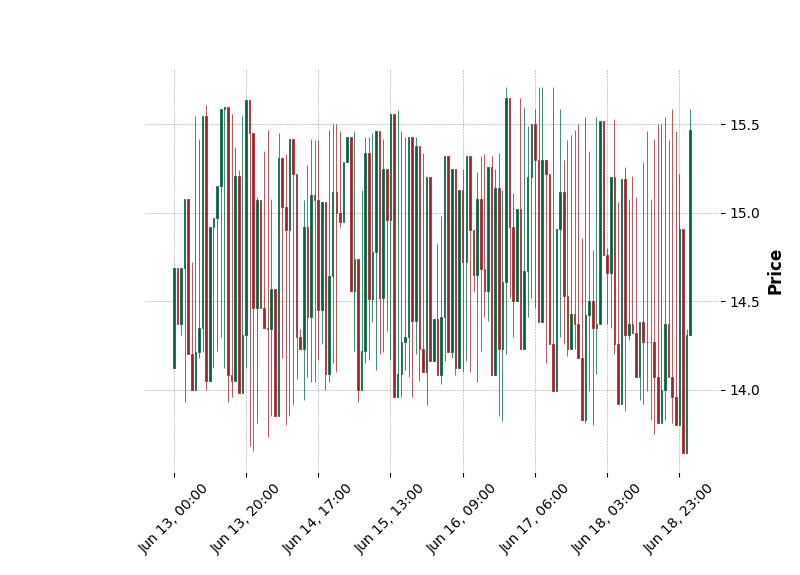 15.5
15.0
14.5
14.0
Price
Jun 13, 00:00
Jun 13, 20:00
Jun 14, 17:00
Jun 15, 13:00
Jun 16, 09:00
Jun 17, 06:00
Jun 18, 03:00
Jun 18, 23:00